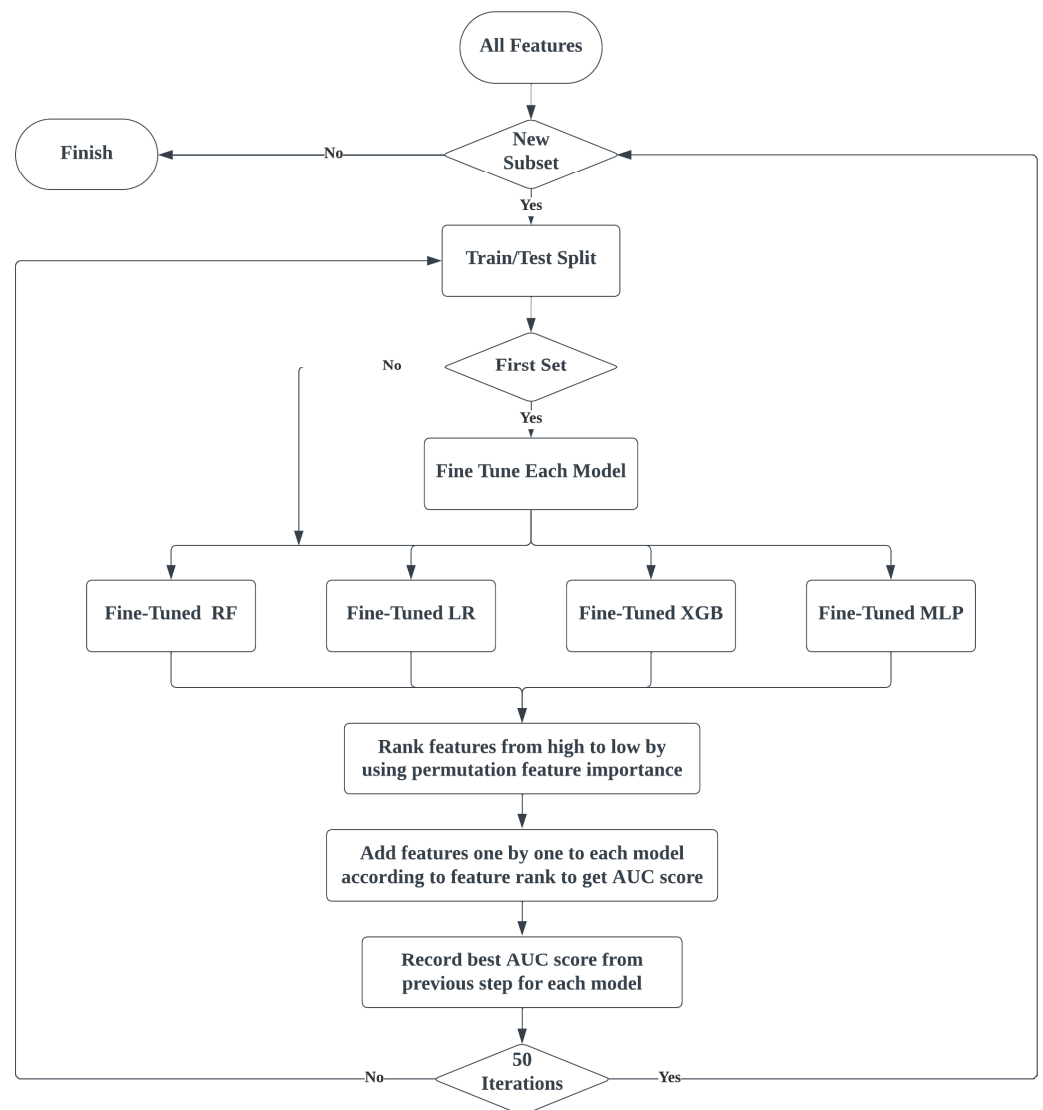 All Features
New
Subset
No
Finish
Yes
Train/Test Split
First Set
No
Yes
Fine Tune Each Model
Fine-Tuned  RF
Fine-Tuned LR
Fine-Tuned XGB
Fine-Tuned MLP
Rank features from high to low by
using permutation feature importance
Add features one by one to each model
according to feature rank to get AUC score
Record best AUC score from
previous step for each model
50
Iterations
No
Yes